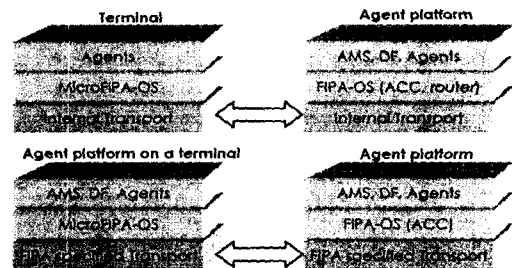 Terminal
Agents
MicroFIPA-OS
Internal Transport
Agent platform
AMS, DF, Agents
FIPA-OS (ACC, router)
Internal Transport
Agent platform on a terminal
AMS, DF, Agents
MicroFIPA-OS
FIPA specified Transport
Agent platform
AMS, DF, Agents
FIPA-OS (ACC)
FIPA specified Transport